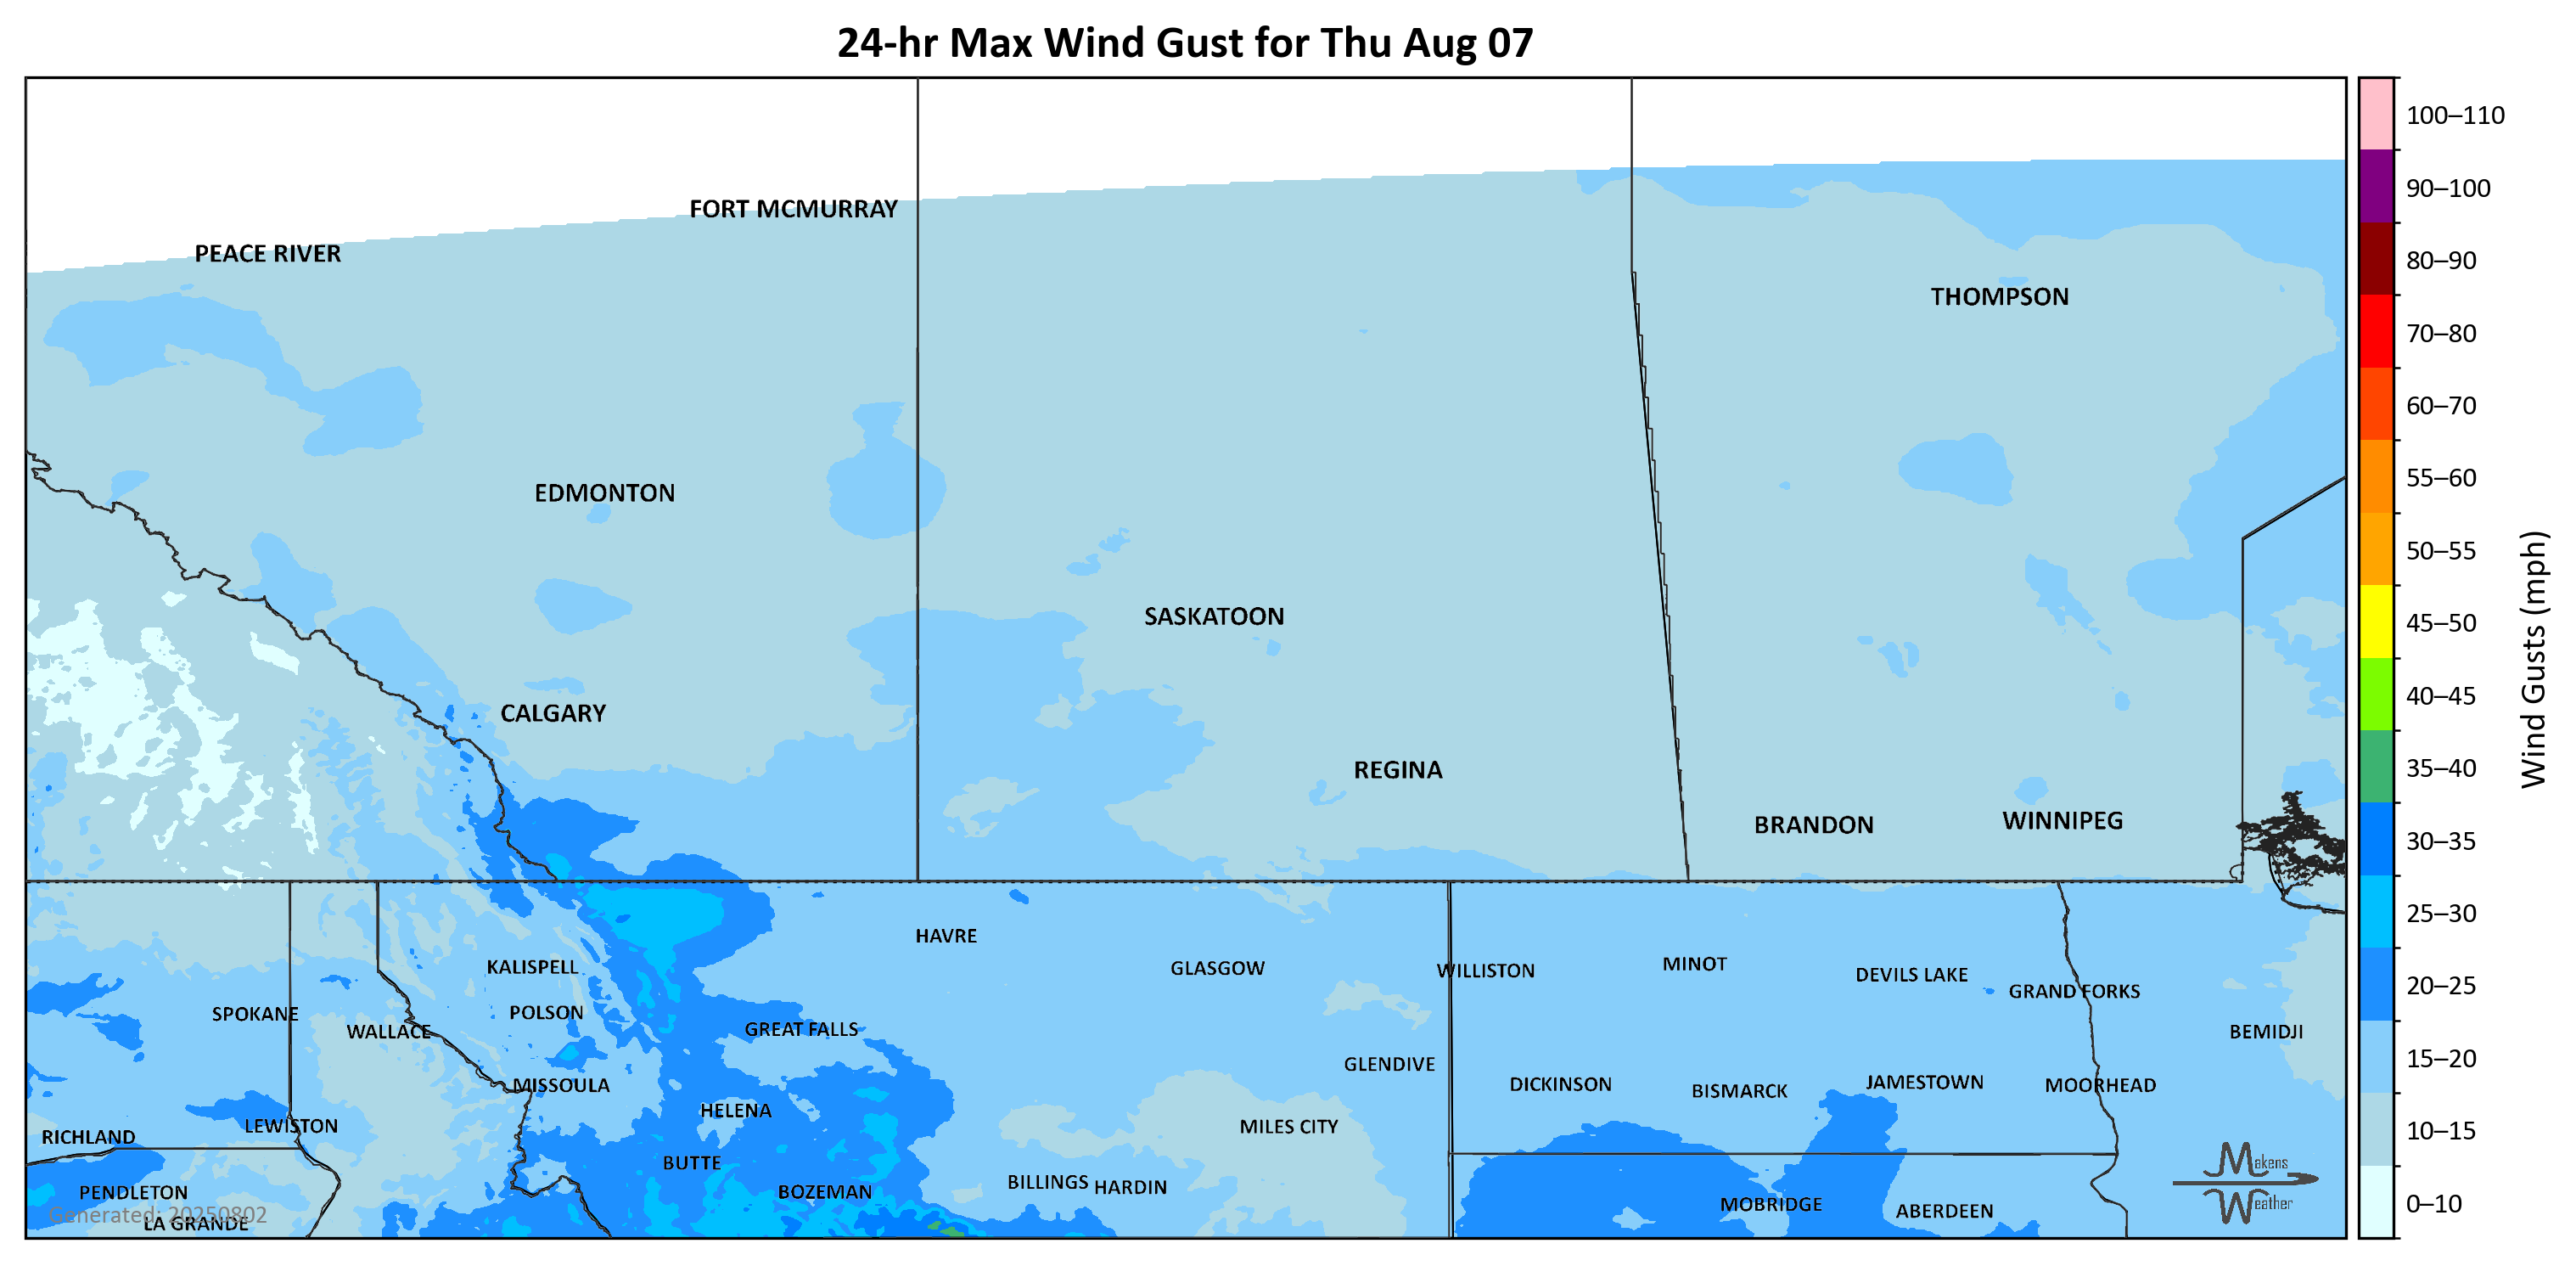 24-hr Max Wind Gust for Thu Aug 07
100–110
90–100
80–90
70–80
60–70
55–60
50–55
45–50
40–45
35–40
30–35
25–30
20–25
15–20
10–15
0–10
Wind Gusts (mph)
FORT MCMURRAY
PEACE RIVER
THOMPSON
EDMONTON
SASKATOON
CALGARY
REGINA
BRANDON
WINNIPEG
HAVRE
KALISPELL
GLASGOW
WILLISTON
MINOT
DEVILS LAKE
GRAND FORKS
SPOKANE
POLSON
WALLACE
GREAT FALLS
BEMIDJI
GLENDIVE
MISSOULA
DICKINSON
BISMARCK
JAMESTOWN
MOORHEAD
HELENA
LEWISTON
MILES CITY
RICHLAND
BUTTE
PENDLETON
BOZEMAN
BILLINGS
HARDIN
MOBRIDGE
ABERDEEN
Generated: 20250802
LA GRANDE
Makens
Weather